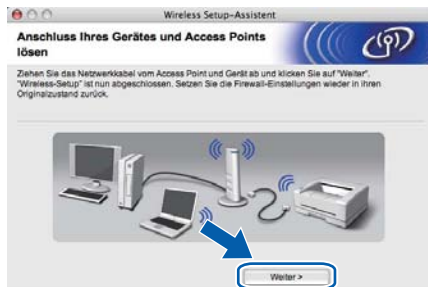 Wireless Setup-Assistent
Anschluss Ihres Gerätes und Access Points
lösen
Ziehen Sie das Netzwerkkabel vom Access Point und Gerät ab und klicken Sie auf "Weiter".
"Wireless-Setup" ist nun abgeschlossen. Setzen Sie die Firewall-Einstellungen wieder in ihren
Originalzustand zurück.
Weiter >